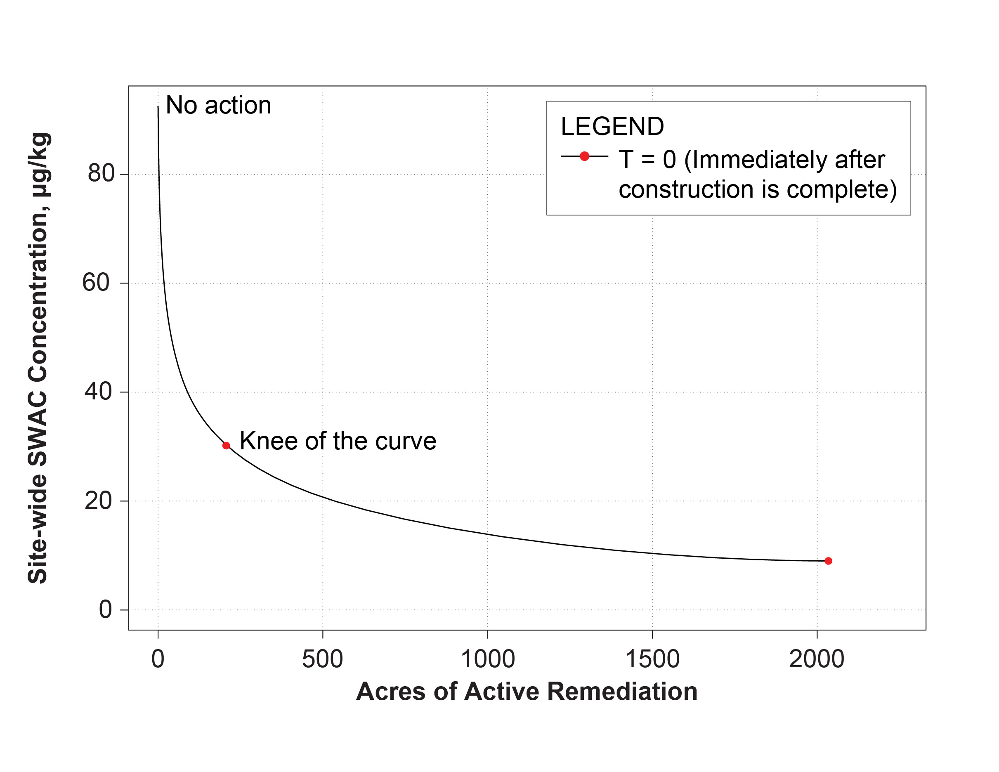 No action
LEGEND
T = 0 (Immediately after
construction is complete)
Site-wide SWAC Concentration, µg/kg
80
60
40
20
0
Knee of the curve
0
500
1000
1500
2000
Acres of Active Remediation